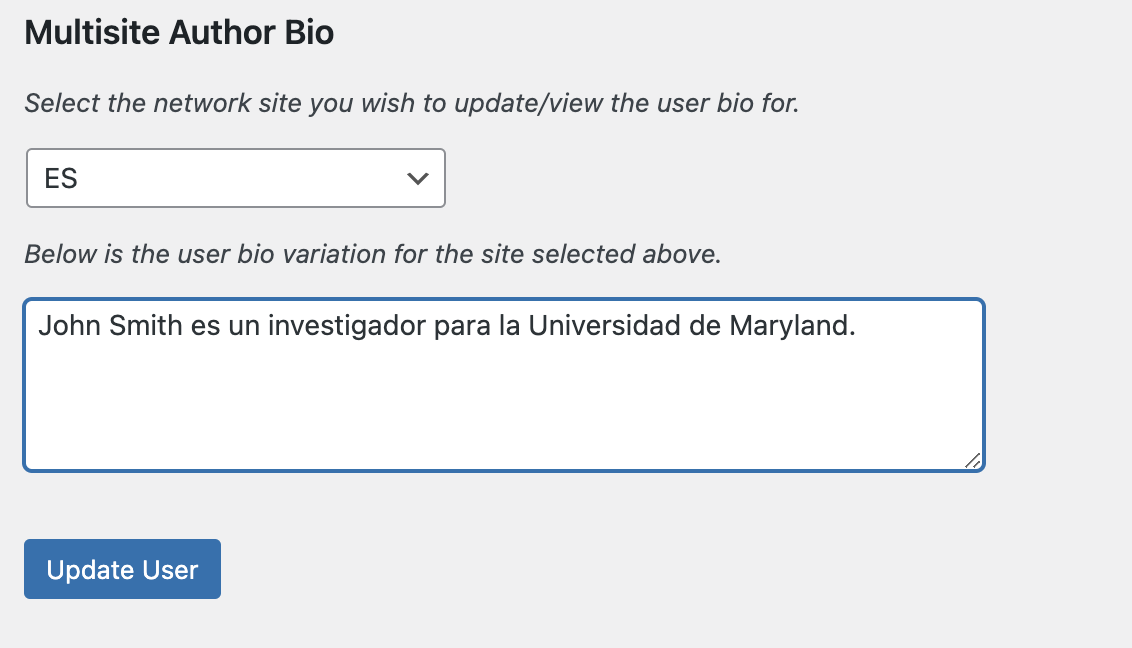 Multisite Author Bio
Select the network site you wish to update/view the user bio for.
ES
Below is the user bio variation for the site selected above.
John Smith es un investigador para la Universidad de Maryland.
Update User